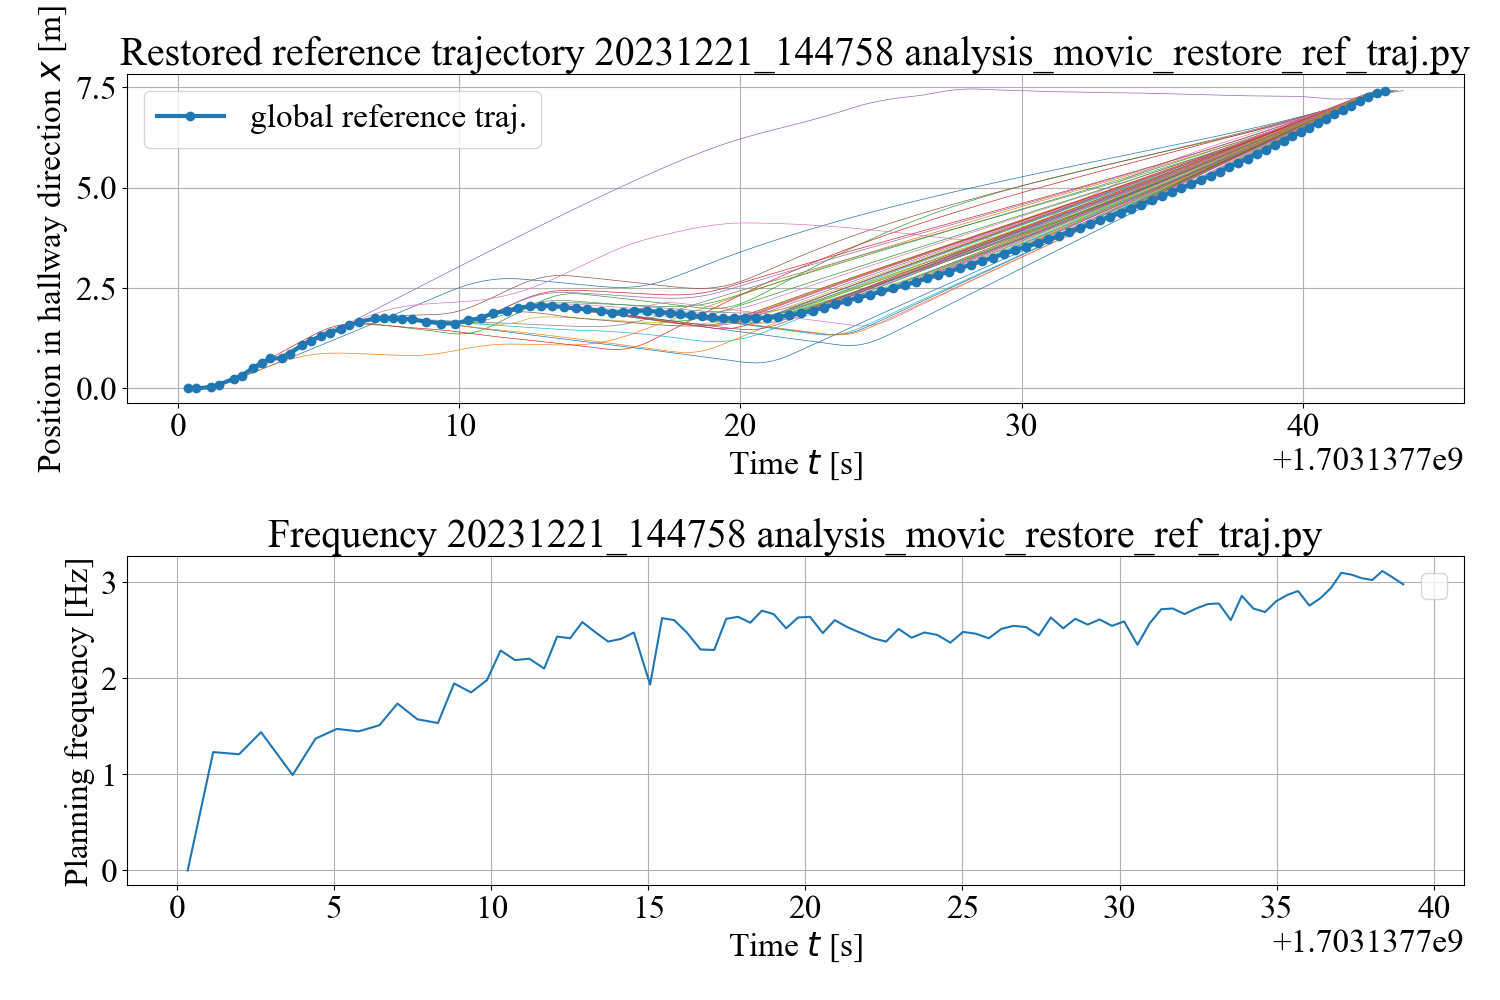 Restored reference trajectory 20231221_144758 analysis_movic_restore_ref_traj.py
Position in hallway direction x [m]
7.5
5.0
2.5
0.0
global reference traj.
0 10 20 30 40
Time t [s]
+1.7031377e9
Frequency 20231221_144758 analysis_movic_restore_ref_traj.py
Planning frequency [Hz]
3
2
1
0
0 5 10 15 20 25 30 35 40
Time t [s]
+1.7031377e9